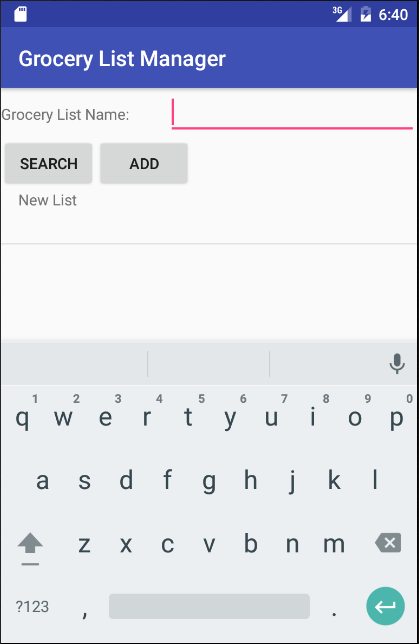 3G 6:40
Grocery List Manager
Grocery List Name:
SEARCH ADD
New List
1 2 3 4 5 6 7 8 9 0
q w e r t y u i o p
a s d f g h j k l
z x c v b n m
?123 , .